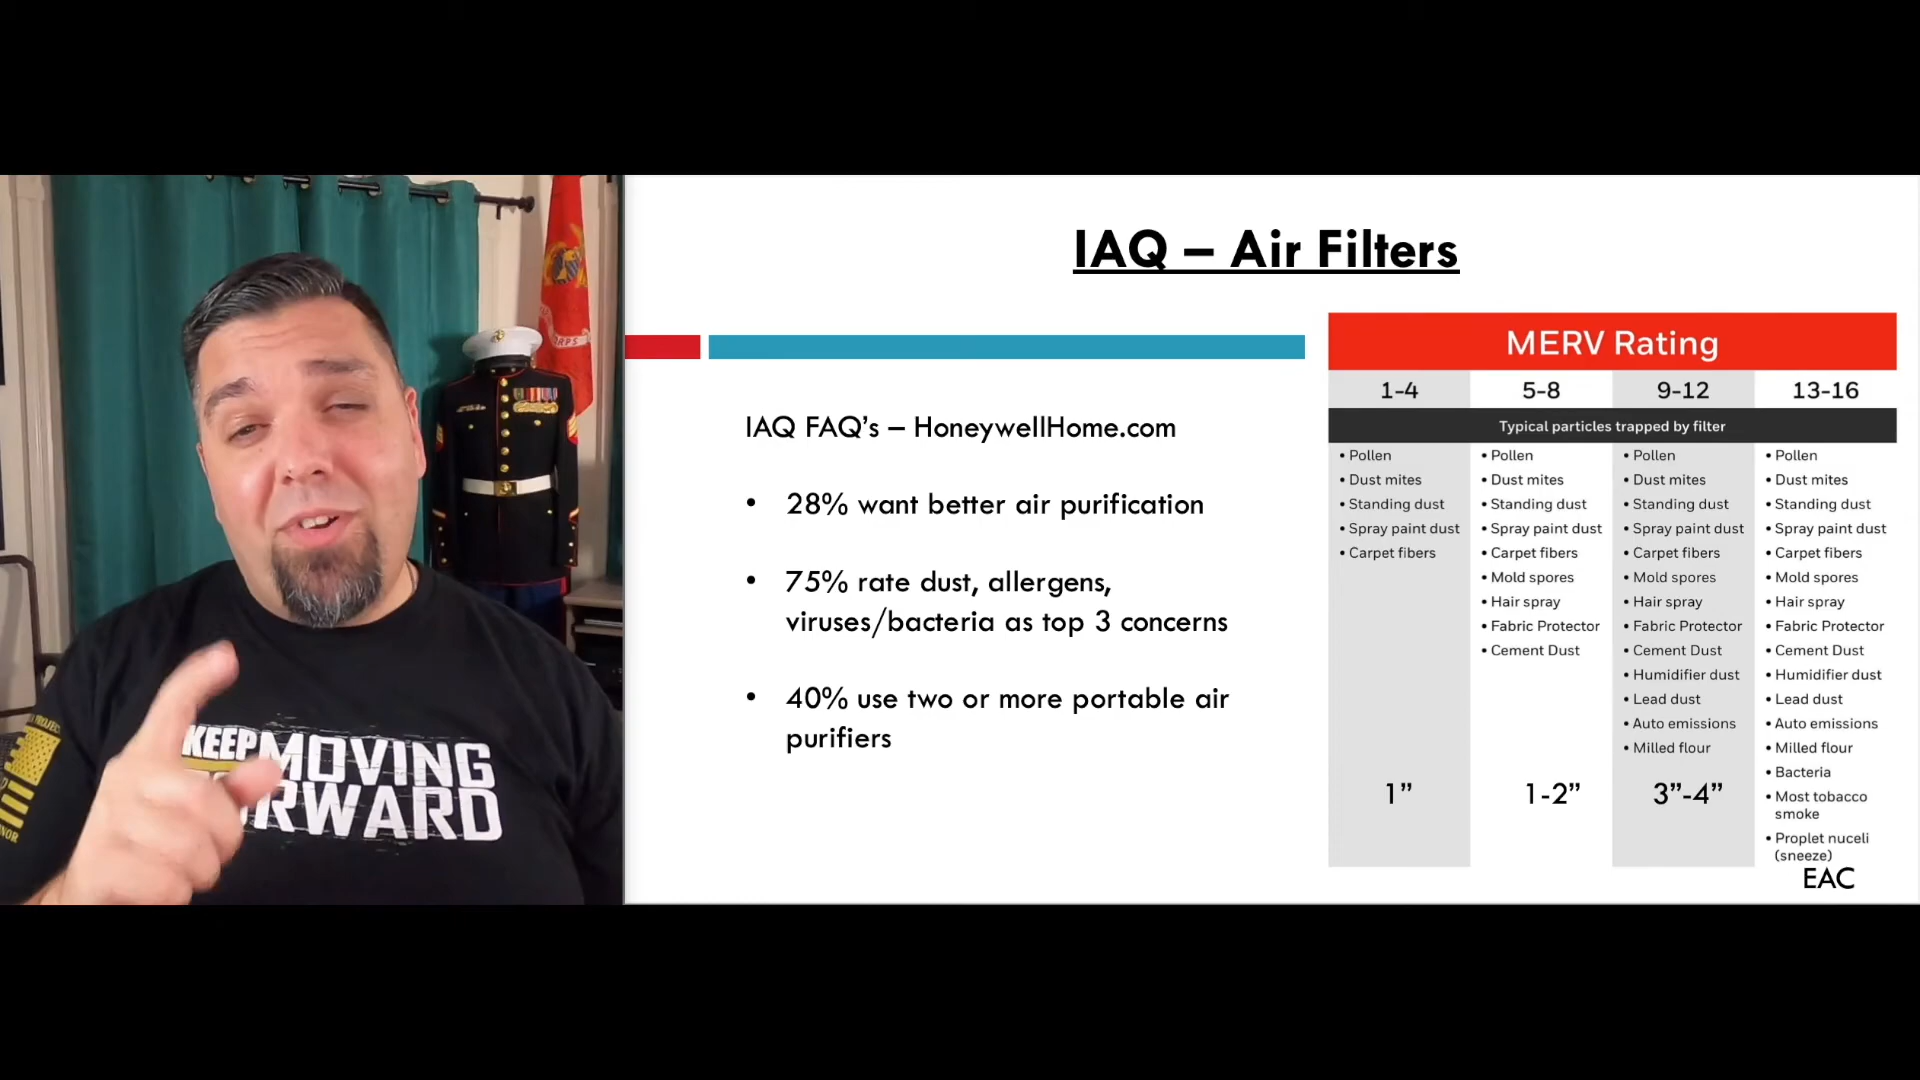 IAQ – Air Filters
IAQ FAQ’s – HoneywellHome.com
• 28% want better air purification
• 75% rate dust, allergens,
viruses/bacteria as top 3 concerns
• 40% use two or more portable air
purifiers
MERV Rating
1-4
5-8
9-12
13-16
Typical particles trapped by filter
• Pollen
• Dust mites
• Standing dust
• Spray paint dust
• Carpet fibers
1”
• Pollen
• Dust mites
• Standing dust
• Spray paint dust
• Carpet fibers
• Mold spores
• Hair spray
• Fabric Protector
• Cement Dust
1-2”
• Pollen
• Dust mites
• Standing dust
• Spray paint dust
• Carpet fibers
• Mold spores
• Hair spray
• Fabric Protector
• Cement Dust
• Humidifier dust
• Lead dust
• Auto emissions
• Milled flour
3”-4”
• Pollen
• Dust mites
• Standing dust
• Spray paint dust
• Carpet fibers
• Mold spores
• Hair spray
• Fabric Protector
• Cement Dust
• Humidifier dust
• Lead dust
• Auto emissions
• Milled flour
• Bacteria
• Most tobacco
smoke
• Proplet nuceli
(sneeze)
EAC
KEEP MOVING